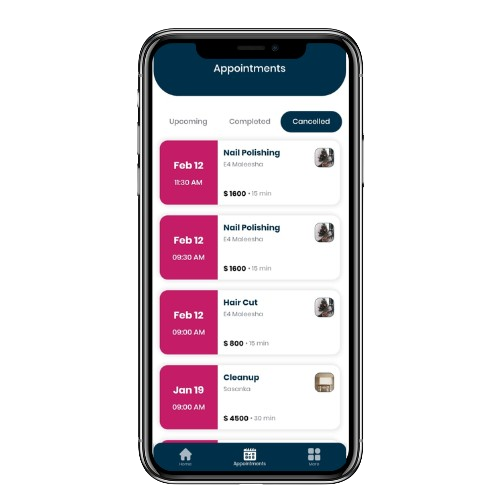 Appointments
Upcoming Completed Cancelled
Feb 12
11:30 AM
Nail Polishing
E4 Maleesha
$ 1600 • 15 min
Feb 12
09:30 AM
Nail Polishing
E4 Maleesha
$ 1600 • 15 min
Feb 12
09:00 AM
Hair Cut
E4 Maleesha
$ 800 • 15 min
Jan 19
09:00 AM
Cleanup
Sasanka
$ 4500 • 30 min
Home Appointments More